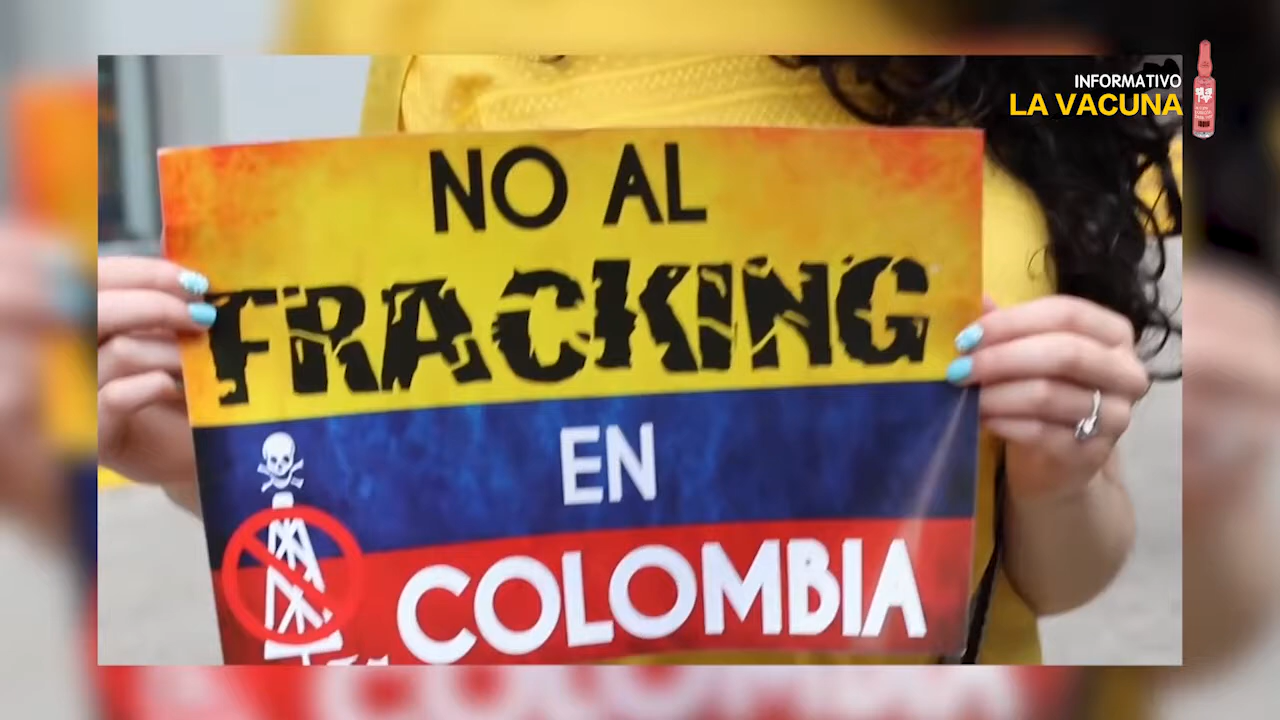 INFORMATIVO
LA VACUNA
NO AL
FRACKING
EN
COLOMBIA